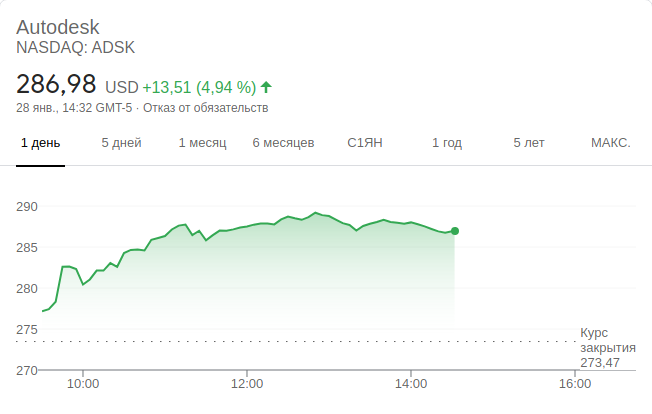 Autodesk
NASDAQ: ADSK
286,98 USD +13,51 (4,94 %)
28 янв., 14:32 GMT-5 · Отказ от обязательств
1 день 5 дней 1 месяц 6 месяцев С1ЯН 1 год 5 лет МАКС.
290
285
280
275
Курс
закрытия
273,47
270
10:00 12:00 14:00 16:00